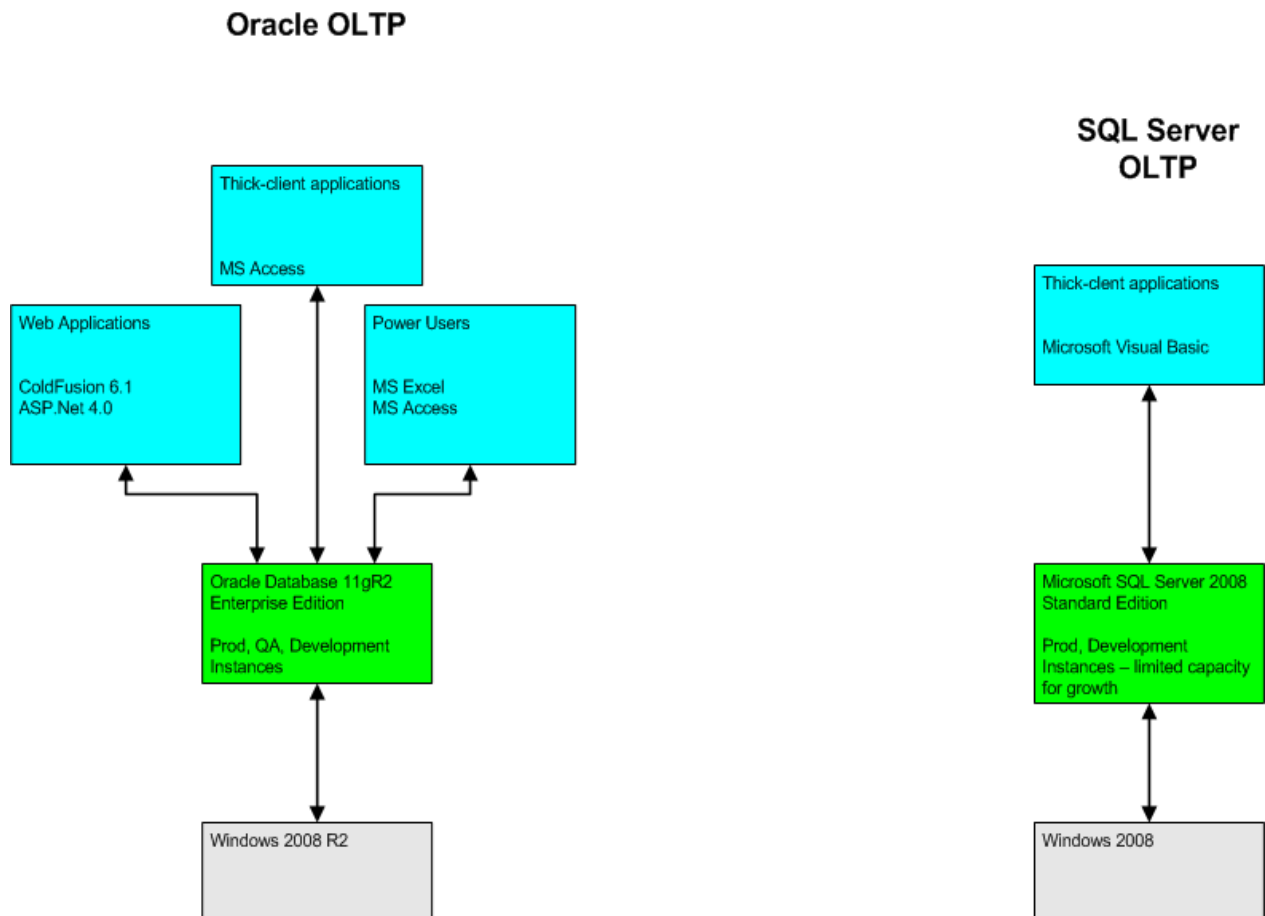 Oracle OLTP
SQL Server
OLTP
Thick-client applications
MS Access
Web Applications
ColdFusion 6.1
ASP.Net 4.0
Power Users
MS Excel
MS Access
Thick-clent applications
Microsoft Visual Basic
Oracle Database 11gR2
Enterprise Edition
Prod, QA, Development
Instances
Microsoft SQL Server 2008
Standard Edition
Prod, Development
Instances – limited capacity
for growth
Windows 2008 R2
Windows 2008